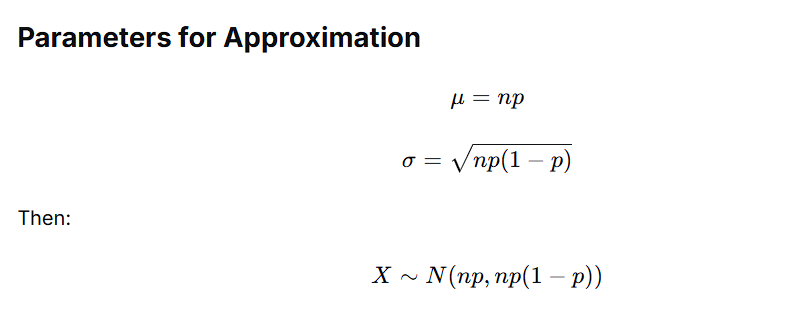 Parameters for Approximation
μ = np
σ = √np(1 − p)
Then:
X ∼ N(np, np(1 − p))